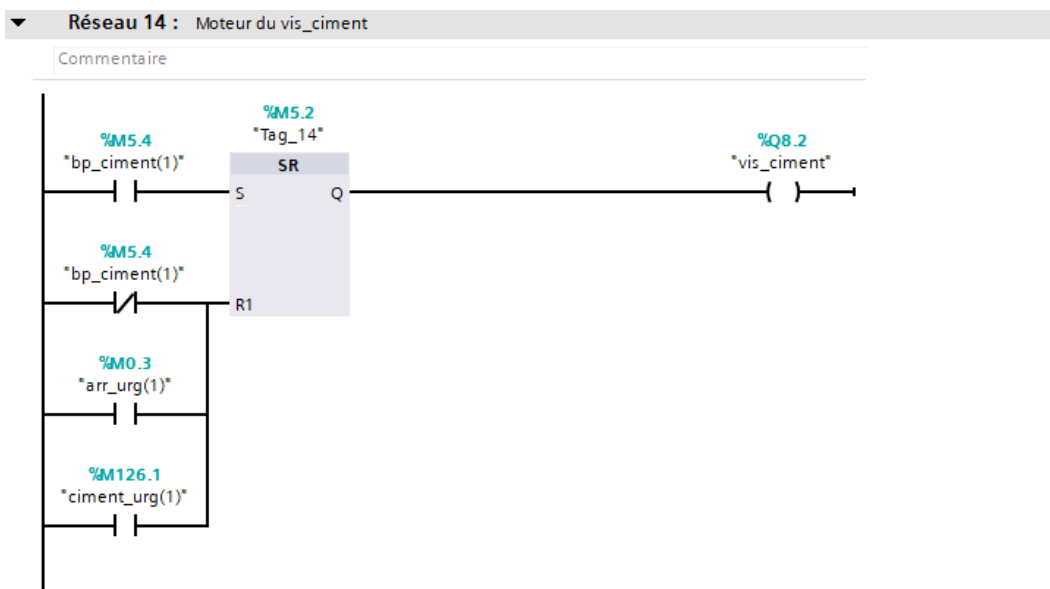 Réseau 14 : Moteur du vis_ciment
Commentaire
%M5.2
"Tag_14"
%M5.4
"bp_ciment(1)"
SR
%Q8.2
"vis_ciment"
S
Q
%M5.4
"bp_ciment(1)"
R1
%M0.3
"arr_urg(1)"
%M126.1
"ciment_urg(1)"